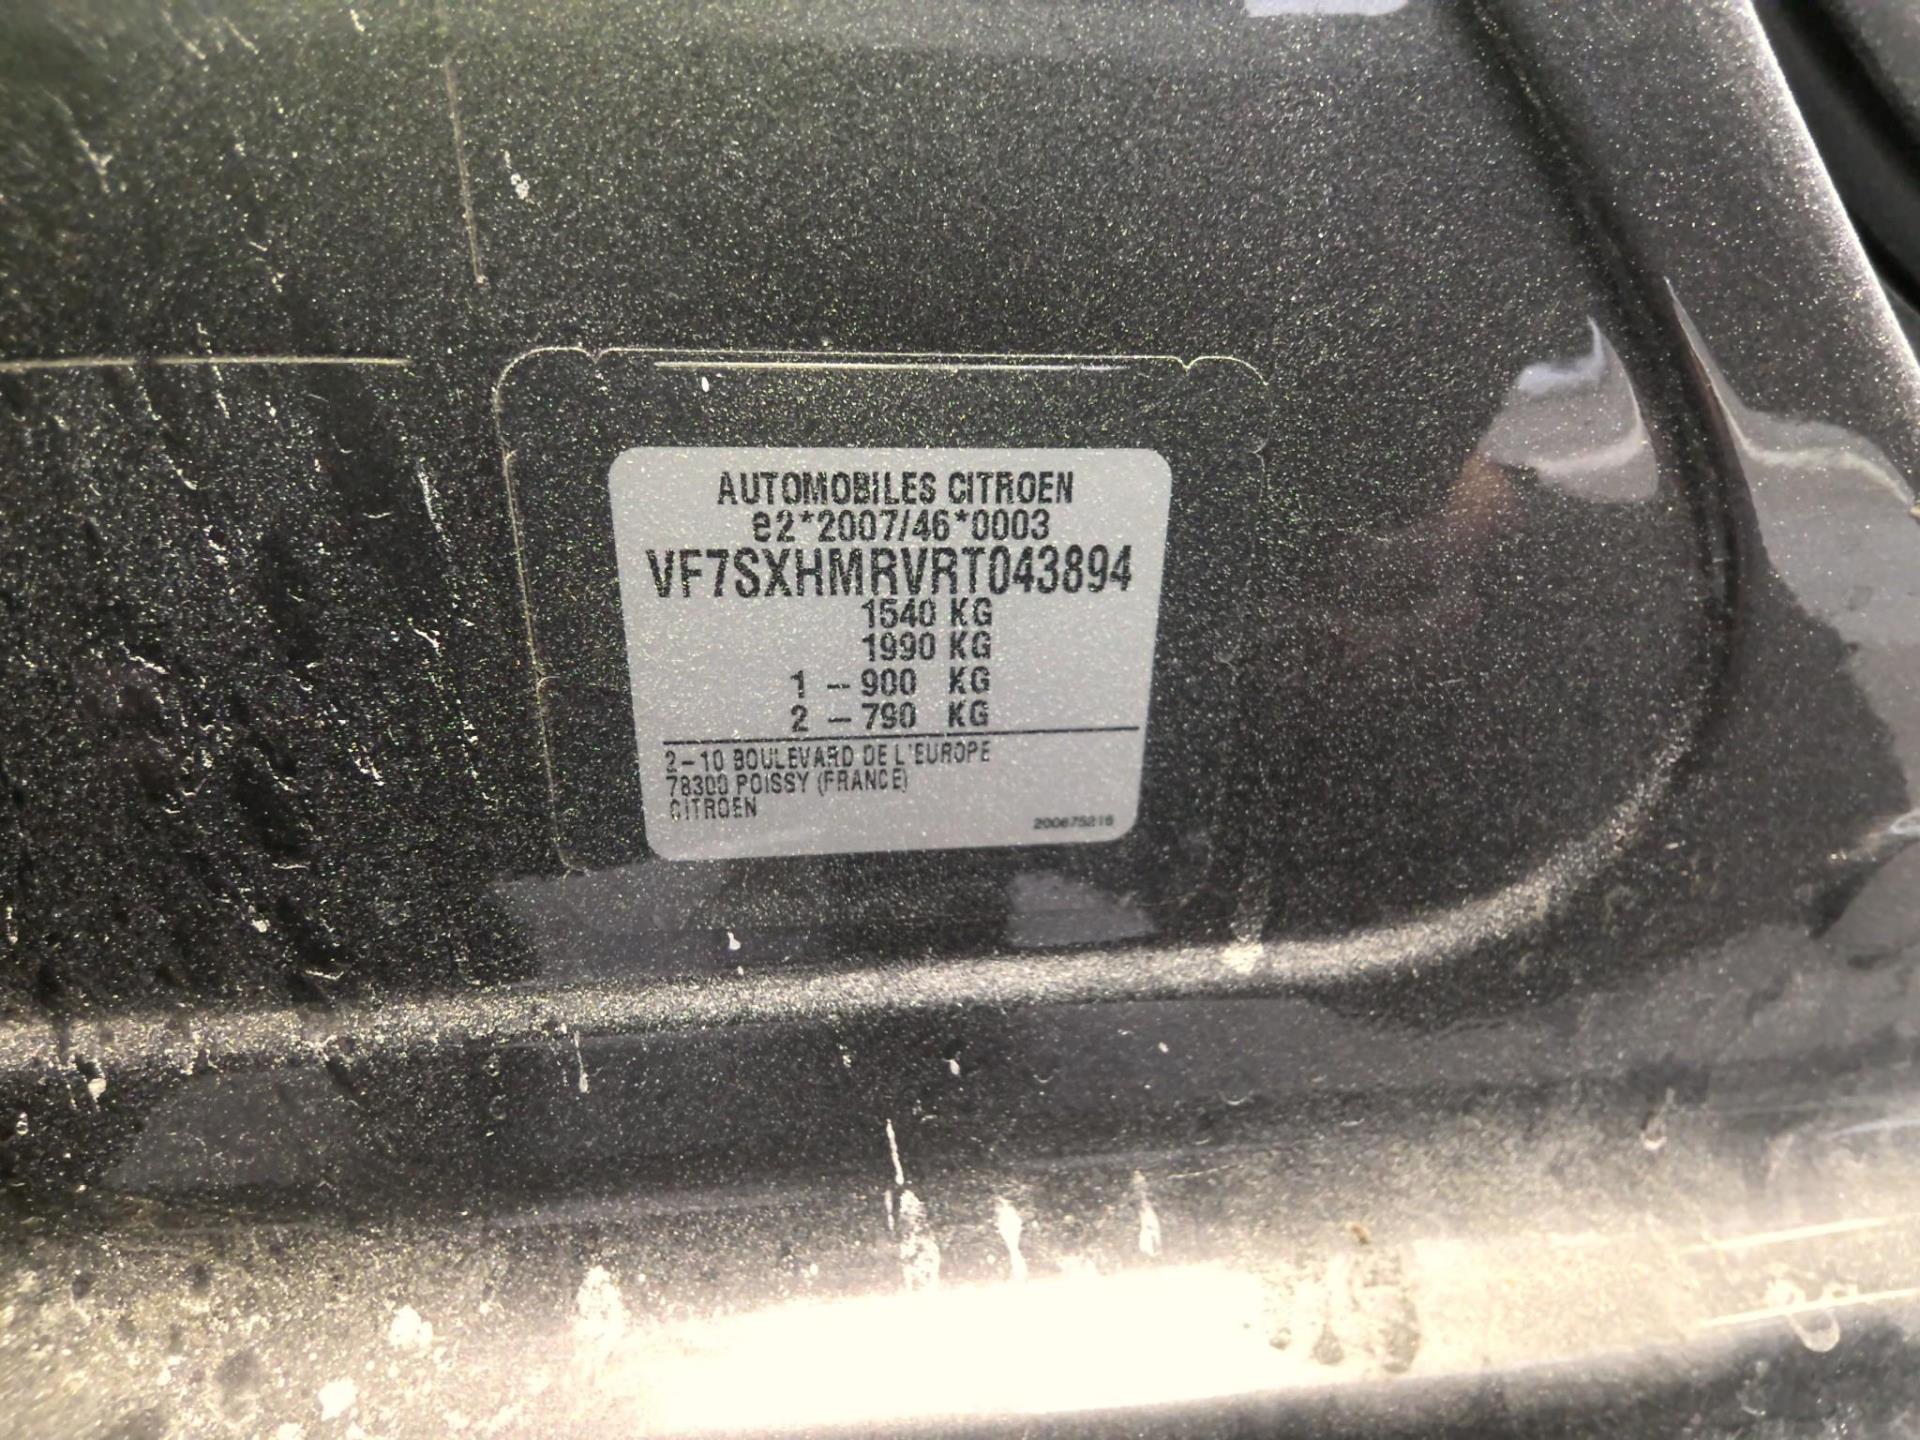 AUTOMOBILES CITROEN
e2*2007/46*0003
VF7SXHMRVRT043894
1540 KG
1990 KG
1 - 900 KG
2 - 790 KG
2-10 BOULEVARD DE L'EUROPE
78300 POISSY (FRANCE)
CITROEN